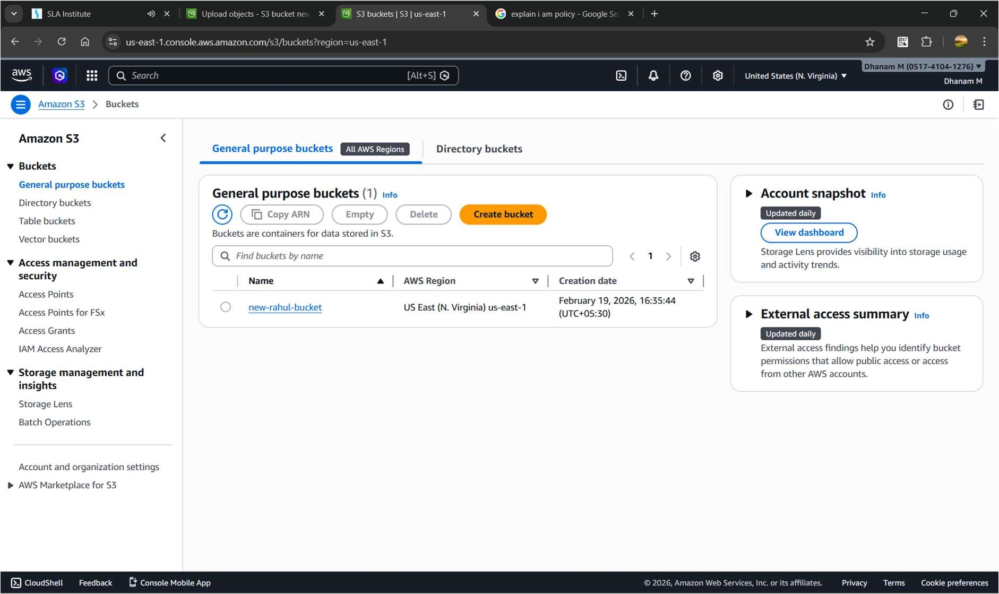 SLA Institute
Upload objects - S3 bucket new
S3 buckets | S3 | us-east-1
explain i am policy - Google Se
us-east-1.console.aws.amazon.com/s3/buckets?region=us-east-1
aws
Search
[Alt+S]
United States (N. Virginia)
Dhanam M (0517-4104-1276)
Dhanam M
Amazon S3
Buckets
Amazon S3
Buckets
General purpose buckets
Directory buckets
Table buckets
Vector buckets
Access management and
security
Access Points
Access Points for FSx
Access Grants
IAM Access Analyzer
Storage management and
insights
Storage Lens
Batch Operations
Account and organization settings
AWS Marketplace for S3
General purpose buckets
All AWS Regions
Directory buckets
General purpose buckets (1) Info
Copy ARN
Empty
Delete
Create bucket
Buckets are containers for data stored in S3.
Find buckets by name
1
Name
AWS Region
Creation date
new-rahul-bucket
US East (N. Virginia) us-east-1
February 19, 2026, 16:35:44
(UTC+05:30)
Account snapshot Info
Updated daily
View dashboard
Storage Lens provides visibility into storage usage
and activity trends.
External access summary Info
Updated daily
External access findings help you identify bucket
permissions that allow public access or access
from other AWS accounts.
CloudShell
Feedback
Console Mobile App
© 2026, Amazon Web Services, Inc. or its affiliates.
Privacy
Terms
Cookie preferences